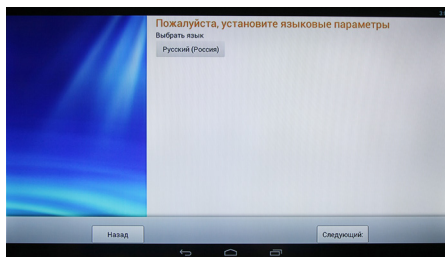 Пожалуйста, установите языковые параметры
Выбрать язык
Русский (Россия)
Назад
Следующий: